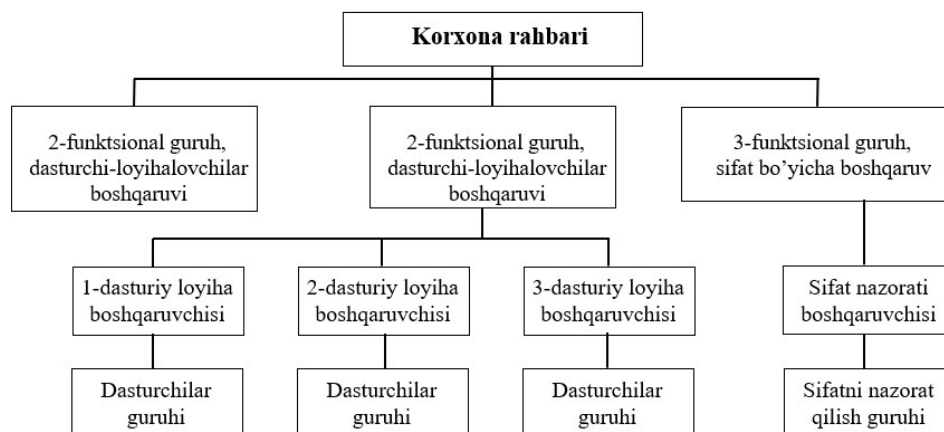 Korxona rahbari
2-funktsional guruh,
dasturchi-loyihalovchilar
boshqaruvi
2-funktsional guruh,
dasturchi-loyihalovchilar
boshqaruvi
3-funktsional guruh,
sifat bo’yicha boshqaruv
1-dasturiy loyiha
boshqaruvchisi
2-dasturiy loyiha
boshqaruvchisi
3-dasturiy loyiha
boshqaruvchisi
Sifat nazorati
boshqaruvchisi
Dasturchilar
guruhi
Dasturchilar
guruhi
Dasturchilar
guruhi
Sifatni nazorat
qilish guruhi